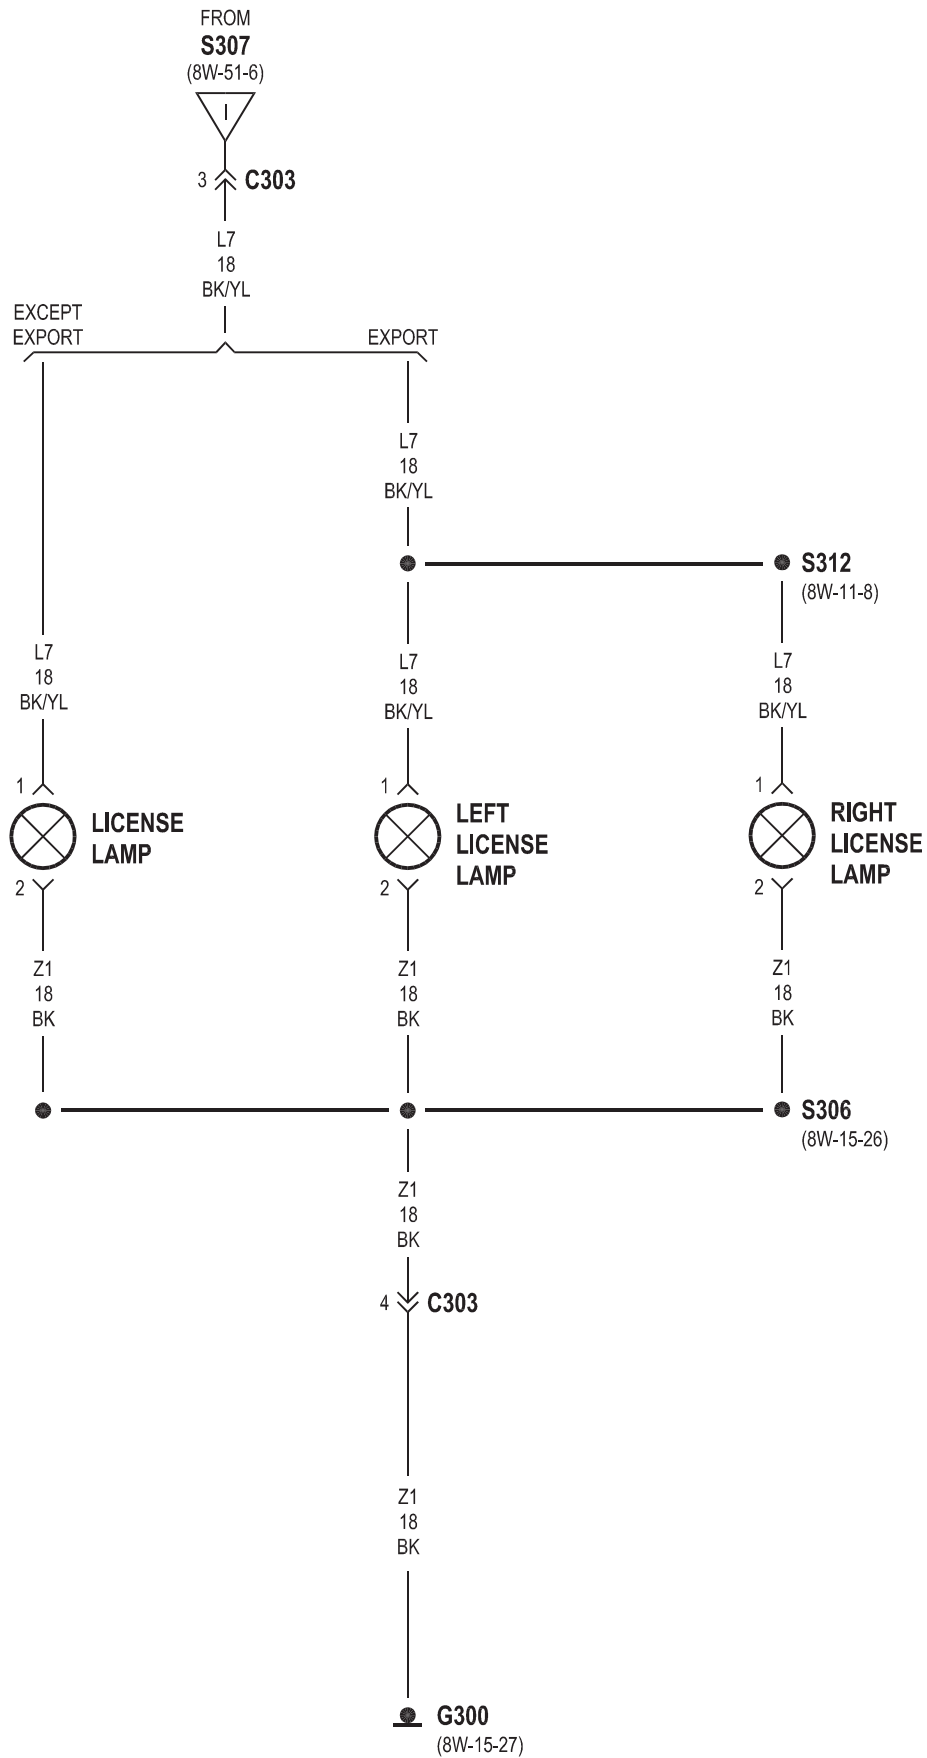 FROM
S307
(8W-51-6)
I
3
C303
L7
18
BK/YL
EXCEPT
EXPORT
EXPORT
L7
18
BK/YL
S312
(8W-11-8)
L7
18
BK/YL
L7
18
BK/YL
L7
18
BK/YL
1
LICENSE
LAMP
2
1
LEFT
LICENSE
LAMP
2
1
RIGHT
LICENSE
LAMP
2
Z1
18
BK
Z1
18
BK
Z1
18
BK
S306
(8W-15-26)
Z1
18
BK
4
C303
Z1
18
BK
G300
(8W-15-27)